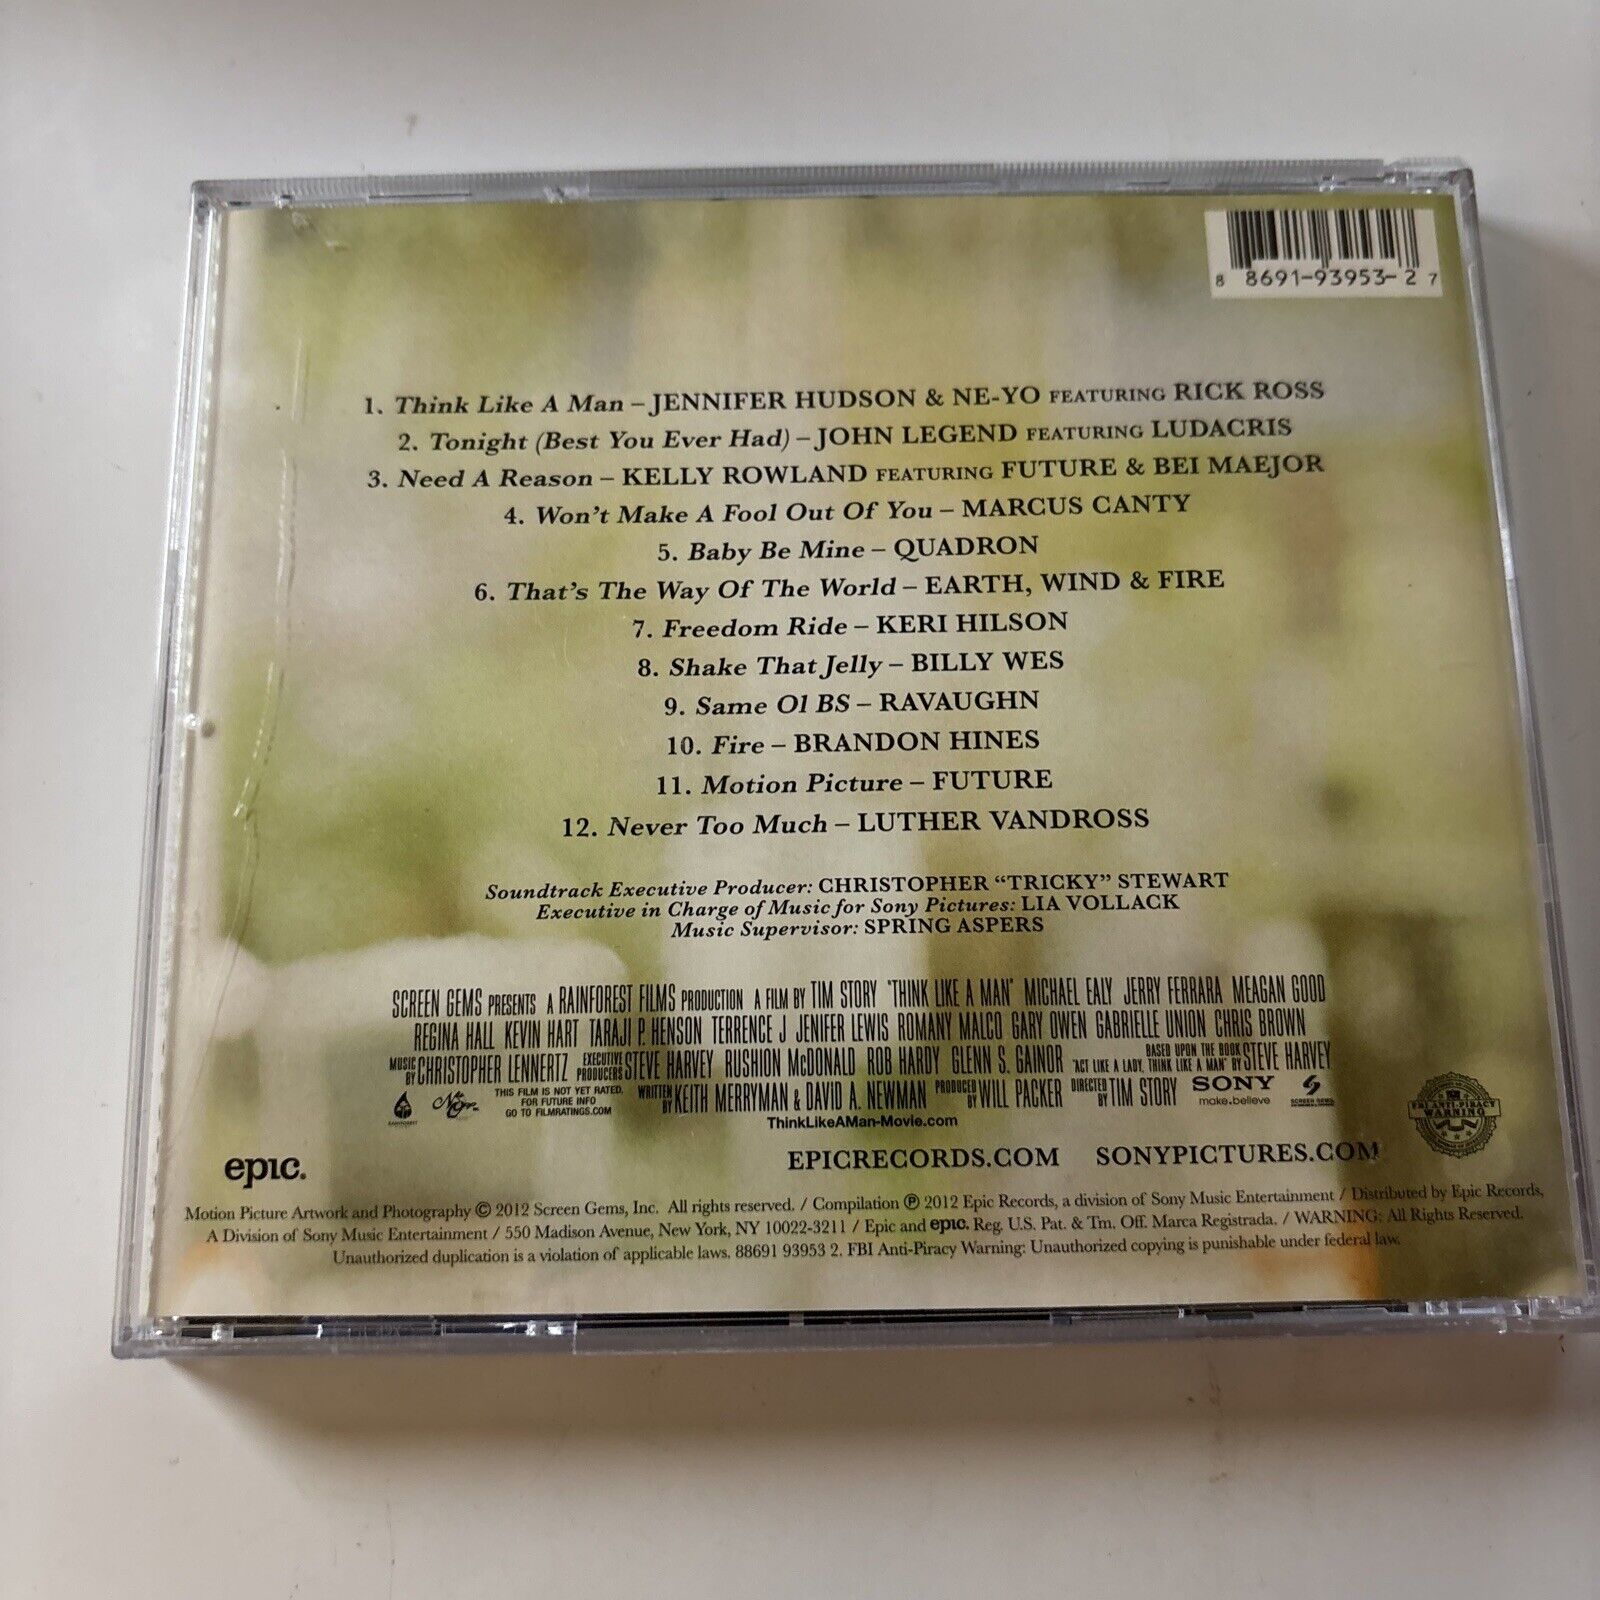 8 86691-93953-2 7
1. Think Like A Man – JENNIFER HUDSON & NE-YO FEATURING RICK ROSS
2. Tonight (Best You Ever Had) – JOHN LEGEND FEATURING LUDACRIS
3. Need A Reason – KELLY ROWLAND FEATURING FUTURE & BEI MAEJOR
4. Won't Make A Fool Out Of You – MARCUS CANTY
5. Baby Be Mine – QUADRON
6. That's The Way Of The World – EARTH, WIND & FIRE
7. Freedom Ride – KERI HILSON
8. Shake That Jelly – BILLY WES
9. Same Ol BS – RAVAUGHN
10. Fire – BRANDON HINES
11. Motion Picture – FUTURE
12. Never Too Much – LUTHER VANDROSS
Soundtrack Executive Producer: CHRISTOPHER “TRICKY” STEWART
Executive in Charge of Music for Sony Pictures: LIA VOLLACK
Music Supervisor: SPRING ASPERS
SCREEN GEMS PRESENTS A RAINFOREST FILMS PRODUCTION A FILM BY TIM STORY "THINK LIKE A MAN" MICHAEL EALY JERRY FERRARA MEAGAN GOOD
REGINA HALL KEVIN HART TARAJI P. HENSON TERRENCE J JENIFER LEWIS ROMANY MALCO GARY OWEN GABRIELLE UNION CHRIS BROWN
MUSIC BY CHRISTOPHER LENNERTZ EXECUTIVE PRODUCERS STEVE HARVEY RUSHION McDONALD ROB HARDY GLENN S. GAINOR BASED UPON THE BOOK "ACT LIKE A LADY, THINK LIKE A MAN" BY STEVE HARVEY
THIS FILM IS NOT YET RATED. FOR FUTURE INFO GO TO FILMRATINGS.COM WRITTEN BY KEITH MERRYMAN & DAVID A. NEWMAN PRODUCED BY WILL PACKER DIRECTED BY TIM STORY SONY make.believe SCREEN GEMS
RAINFOREST
ThinkLikeAMan-Movie.com
FBI ANTI-PIRACY WARNING
epic. EPICRECORDS.COM SONYPICTURES.COM
Motion Picture Artwork and Photography © 2012 Screen Gems, Inc. All rights reserved. / Compilation ℗ 2012 Epic Records, a division of Sony Music Entertainment / Distributed by Epic Records,
A Division of Sony Music Entertainment / 550 Madison Avenue, New York, NY 10022-3211 / Epic and epic. Reg. U.S. Pat. & Tm. Off. Marca Registrada. / WARNING: All Rights Reserved.
Unauthorized duplication is a violation of applicable laws. 88691 93953 2. FBI Anti-Piracy Warning: Unauthorized copying is punishable under federal law.